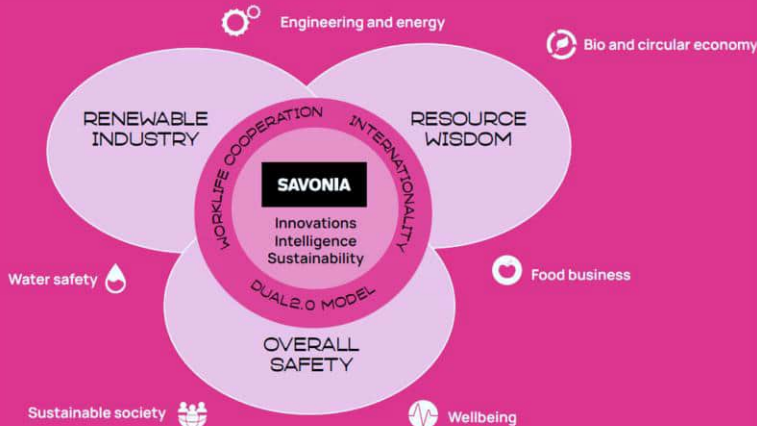 Engineering and energy
Bio and circular economy
RENEWABLE
INDUSTRY
RESOURCE
WISDOM
WORKLIFE COOPERATION
INTERNATIONALITY
SAVONIA
Innovations
Intelligence
Sustainability
DUAL2.0 MODEL
Water safety
Food business
OVERALL
SAFETY
Sustainable society
Wellbeing